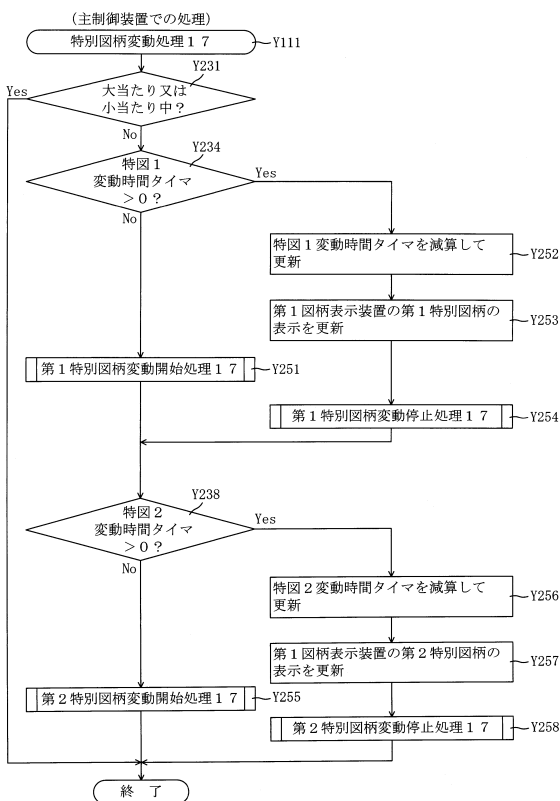 (主制御装置での処理)
特別図柄変動処理17
Y111
Y231
大当たり又は
小当たり中?
Yes
No
Y234
特図1
変動時間タイマ
>0?
Yes
No
特図1変動時間タイマを減算して
更新
Y252
第1図柄表示装置の第1特別図柄の
表示を更新
Y253
第1特別図柄変動開始処理17
Y251
第1特別図柄変動停止処理17
Y254
Y238
特図2
変動時間タイマ
>0?
Yes
No
特図2変動時間タイマを減算して
更新
Y256
第1図柄表示装置の第2特別図柄の
表示を更新
Y257
第2特別図柄変動開始処理17
Y255
第2特別図柄変動停止処理17
Y258
終 了